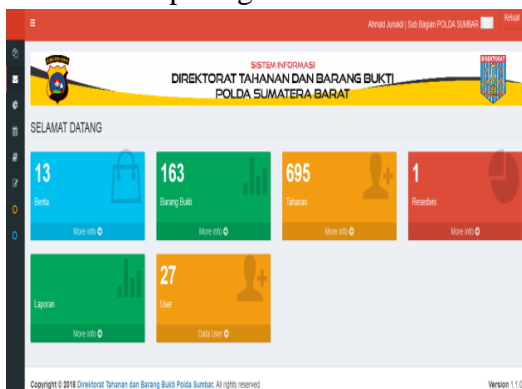 Ahmad Junaidi | Sub Bagian POLDA SUMBAR
Keluar
SISTEM INFORMASI
DIREKTORAT TAHANAN DAN BARANG BUKTI
POLDA SUMATERA BARAT
SELAMAT DATANG
13
Berita
More info
163
Barang Bukti
More info
695
Tahanan
More info
1
Resedivis
More info
Laporan
More info
27
User
Data User
Copyright © 2018 Direktorat Tahanan dan Barang Bukti Polda Sumbar. All rights reserved.
Version 1.1.0